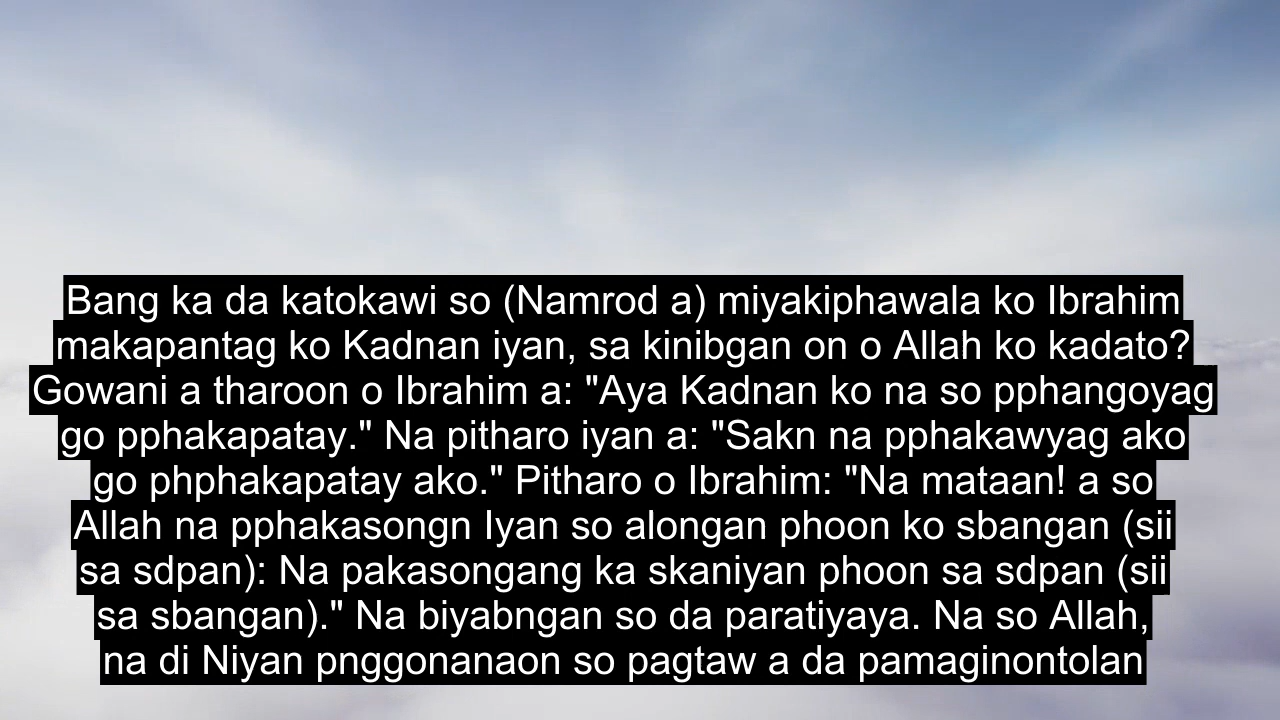 Bang ka da katokawi so (Namrod a) miyakiphawala ko Ibrahim
makapantag ko Kadnan iyan, sa kinibgan on o Allah ko kadato?
Gowani a tharoon o Ibrahim a: "Aya Kadnan ko na so pphangoyag
go pphakapatay." Na pitharo iyan a: "Sakn na pphakawyag ako
go phphakapatay ako." Pitharo o Ibrahim: "Na mataan! a so
Allah na pphakasongn Iyan so alongan phoon ko sbangan (sii
sa sdpan): Na pakasongang ka skaniyan phoon sa sdpan (sii
sa sbangan)." Na biyabngan so da paratiyaya. Na so Allah,
na di Niyan pnggonanaon so pagtaw a da pamaginontolan